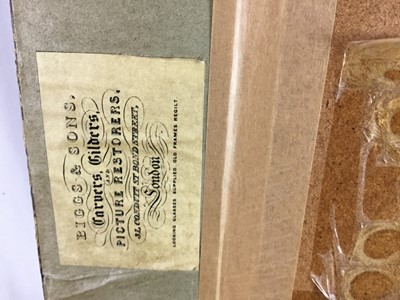 BIGGS & SONS,
Carvers, Gilders,
AND
PICTURE RESTORERS,
31, CONDUIT ST BOND STREET,
London
LOOKING GLASSES SUPPLIED. OLD FRAMES REGILT.